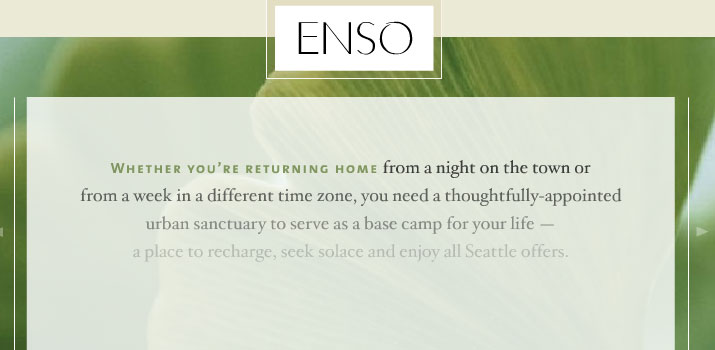 ENSO
WHETHER YOU'RE RETURNING HOME from a night on the town or
from a week in a different time zone, you need a thoughtfully-appointed
urban sanctuary to serve as a base camp for your life —
a place to recharge, seek solace and enjoy all Seattle offers.